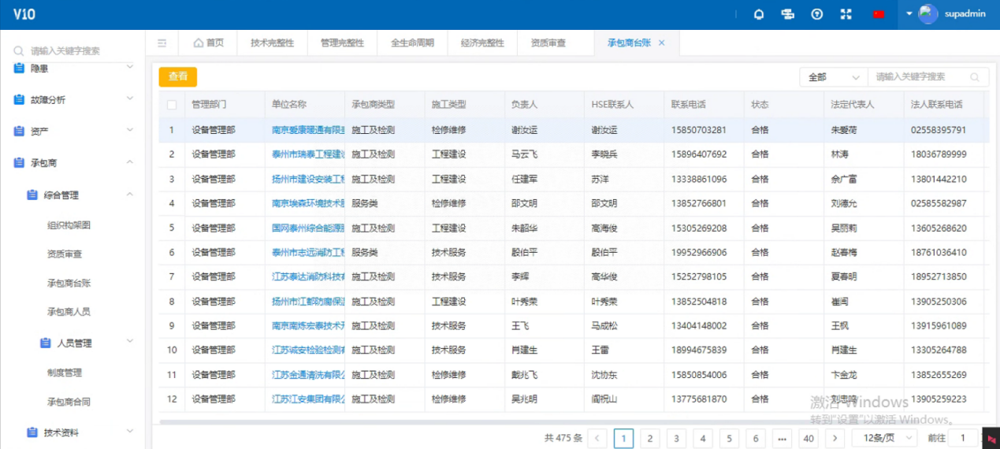 V10
supadmin
请输入关键字搜索
首页 技术完整性 管理完整性 全生命周期 经济完整性 资质审查 承包商台账 ×
隐患
故障分析
资产
承包商
综合管理
组织构架图
资质审查
承包商台账
承包商人员
人员管理
制度管理
承包商合同
技术资料
查看
全部 请输入关键字搜索
管理部门 单位名称 承包商类型 施工类型 负责人 HSE联系人 联系电话 状态 法定代表人 法人联系电话
1 设备管理部 南京爱康暖通有限 施工及检测 检修维修 谢汝运 谢汝运 15850703281 合格 朱爱荷 02558395791
2 设备管理部 泰州市瑞泰工程建设 施工及检测 工程建设 马云飞 李晓兵 15896407692 合格 林涛 18036789999
3 设备管理部 扬州市建设安装工程 施工及检测 工程建设 任建军 苏洋 13338861096 合格 余广富 13801442210
4 设备管理部 南京埃森环境技术 服务类 检修维修 邵文明 邵文明 13852766801 合格 刘德允 02585582987
5 设备管理部 国网泰州综合能源 施工及检测 工程建设 朱韶华 高海俊 15305269208 合格 吴丽莉 13605268620
6 设备管理部 泰州市志远消防工程 服务类 技术服务 殷伯平 殷伯平 19952966906 合格 赵春梅 18761036410
7 设备管理部 江苏泰达消防科技 施工及检测 技术服务 李辉 高华俊 15252798105 合格 夏春明 18952713850
8 设备管理部 扬州市江都防腐保温 施工及检测 工程建设 叶秀荣 叶秀荣 13852504818 合格 崔闯 13905250306
9 设备管理部 南京南炼宏泰技术 施工及检测 技术服务 王飞 马成松 13404148002 合格 王枫 13915961089
10 设备管理部 江苏诚安检验检测 施工及检测 技术服务 肖建生 王雷 18994675839 合格 肖建生 13305264788
11 设备管理部 江苏金通清洗有限公 施工及检测 检修维修 戴兆飞 沈协东 15850854006 合格 卞金龙 13852655269
12 设备管理部 江苏江安集团有限公 施工及检测 检修维修 吴兆明 阎祝山 13775681870 合格 刘忠鸣 13905259223
激活 Windows
转到"设置"以激活 Windows。
共 475 条 < 1 2 3 4 5 6 ••• 40 > 12条/页 前往 1